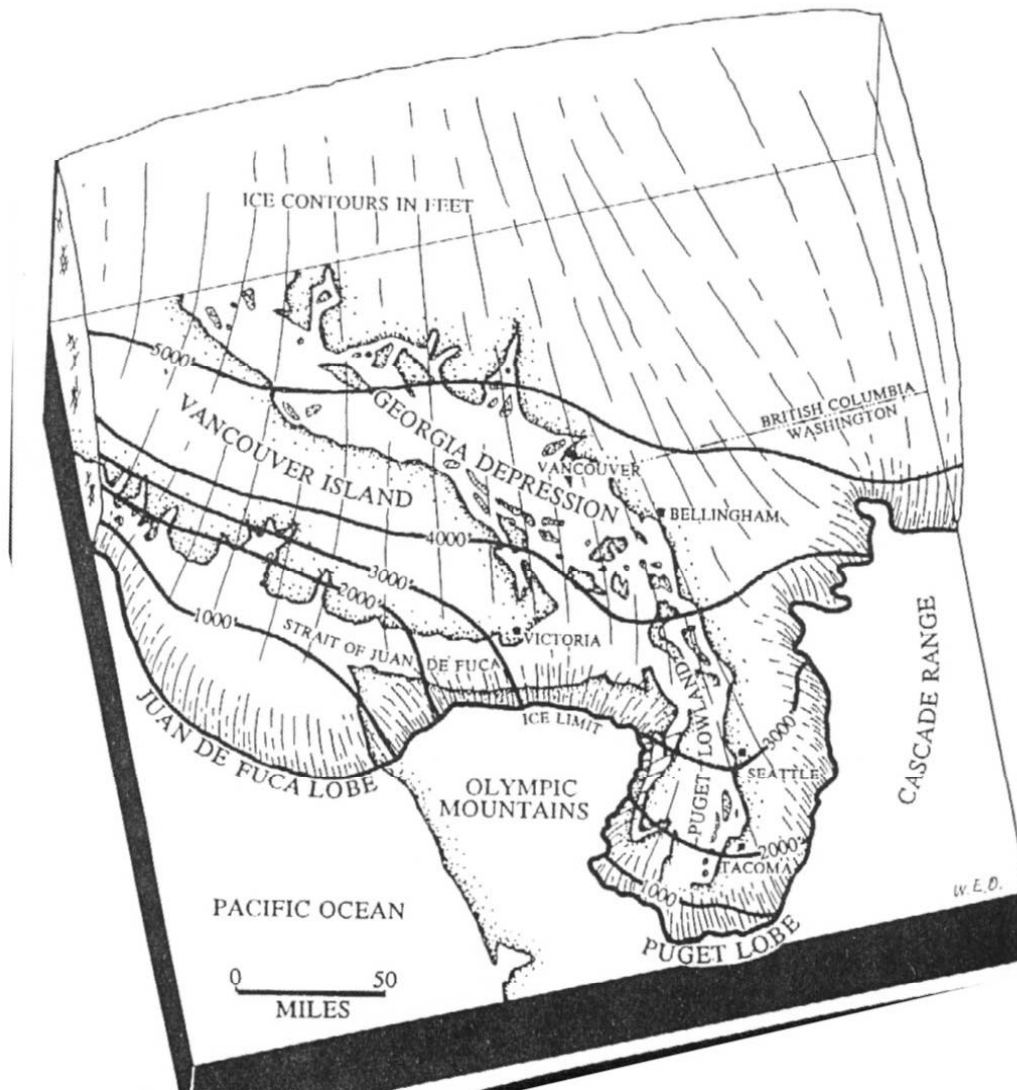 ICE CONTOURS IN FEET
5000'
VANCOUVER ISLAND
GEORGIA DEPRESSION
BRITISH COLUMBIA
WASHINGTON
VANCOUVER
BELLINGHAM
4000'
3000'
2000'
1000'
VICTORIA
STRAIT OF JUAN DE FUCA
ICE LIMIT
JUAN DE FUCA LOBE
OLYMPIC
MOUNTAINS
PUGET LOWLAND
3000'
SEATTLE
CASCADE RANGE
2000'
TACOMA
1000'
PUGET LOBE
W.E.O.
PACIFIC OCEAN
0 50
MILES